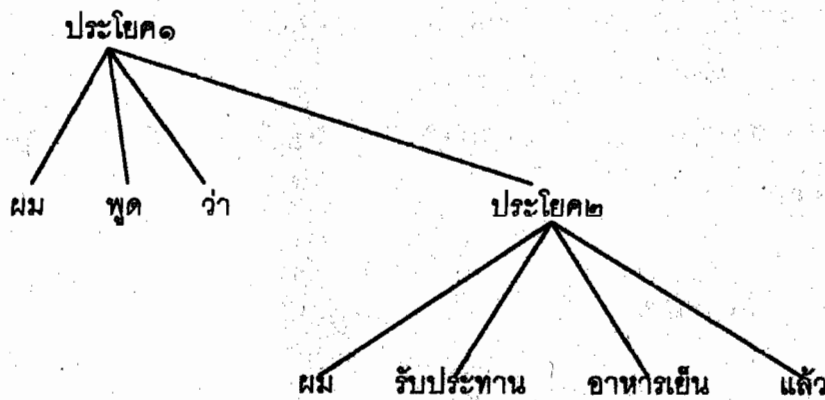 ประโยค๑
ผม พูด ว่า
ประโยค๒
ผม รับประทาน อาหารเย็น แล้ว